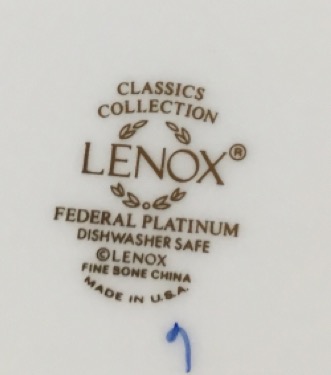 CLASSICS
COLLECTION
LENOX®
FEDERAL PLATINUM
DISHWASHER SAFE
©LENOX
FINE BONE CHINA
MADE IN U.S.A.